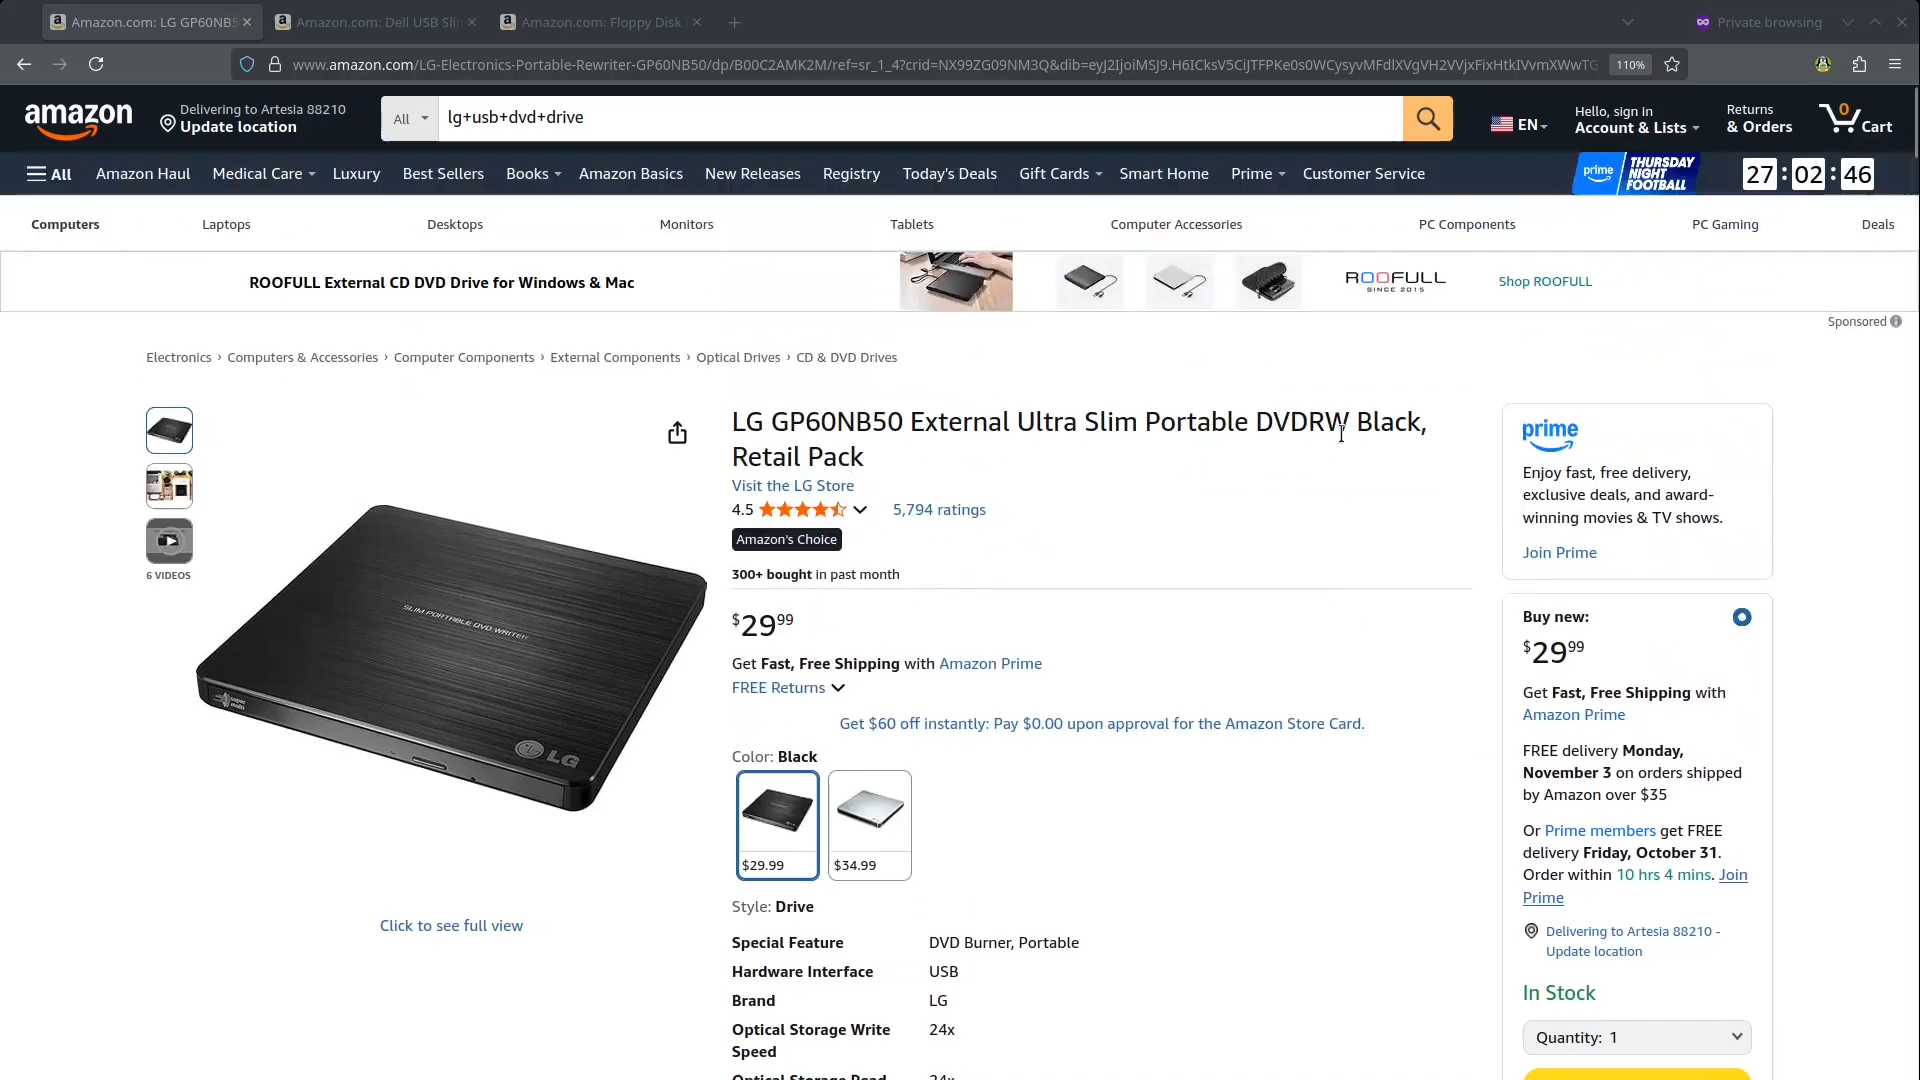 Amazon.com: LG GP60NB5
Amazon.com: Dell USB Slin
Amazon.com: Floppy Disk
Private browsing
www.amazon.com/LG-Electronics-Portable-Rewriter-GP60NB50/dp/B00C2AMK2M/ref=sr_1_4?crid=NX99ZG09NM3Q&dib=eyJ2IjoiMSJ9.H6ICksV5CiJTFPKe0s0WCysyvMFdlXVgVH2VVjxFixHtkIVvmXWwTG
110%
amazon
Delivering to Artesia 88210
Update location
All
lg+usb+dvd+drive
EN
Hello, sign in
Account & Lists
Returns
& Orders
0
Cart
All
Amazon Haul
Medical Care
Luxury
Best Sellers
Books
Amazon Basics
New Releases
Registry
Today's Deals
Gift Cards
Smart Home
Prime
Customer Service
prime
THURSDAY
NIGHT
FOOTBALL
27 : 02 : 46
Computers
Laptops
Desktops
Monitors
Tablets
Computer Accessories
PC Components
PC Gaming
Deals
ROOFULL External CD DVD Drive for Windows & Mac
ROOFULL
SINCE 2015
Shop ROOFULL
Sponsored
Electronics › Computers & Accessories › Computer Components › External Components › Optical Drives › CD & DVD Drives
6 VIDEOS
SLIM PORTABLE DVD WRITER
LG
Click to see full view
LG GP60NB50 External Ultra Slim Portable DVDRW Black,
Retail Pack
Visit the LG Store
4.5
5,794 ratings
Amazon's Choice
300+ bought in past month
$29.99
Get Fast, Free Shipping with Amazon Prime
FREE Returns
Get $60 off instantly: Pay $0.00 upon approval for the Amazon Store Card.
Color: Black
$29.99
$34.99
Style: Drive
Special Feature DVD Burner, Portable
Hardware Interface USB
Brand LG
Optical Storage Write 24x
Speed
Optical Storage Read 24x
prime
Enjoy fast, free delivery,
exclusive deals, and award-
winning movies & TV shows.
Join Prime
Buy new:
$29.99
Get Fast, Free Shipping with
Amazon Prime
FREE delivery Monday,
November 3 on orders shipped
by Amazon over $35
Or Prime members get FREE
delivery Friday, October 31.
Order within 10 hrs 4 mins. Join
Prime
Delivering to Artesia 88210 -
Update location
In Stock
Quantity: 1